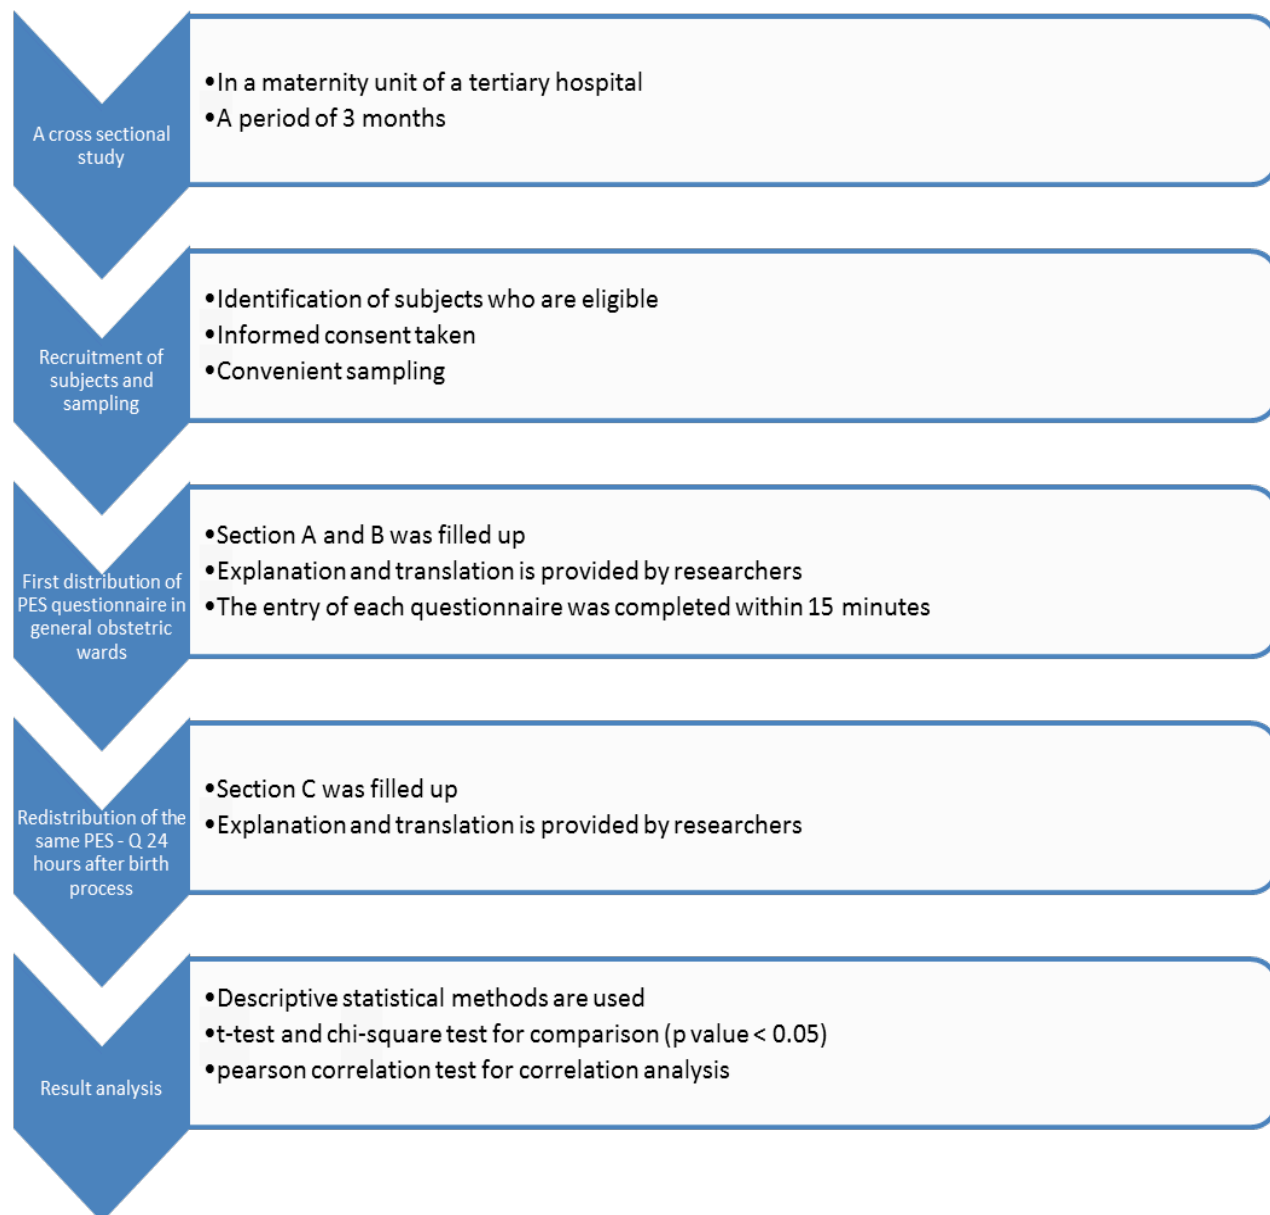 A cross sectional
study
•In a maternity unit of a tertiary hospital
•A period of 3 months
Recruitment of
subjects and
sampling
•Identification of subjects who are eligible
•Informed consent taken
•Convenient sampling
First distribution of
PES questionnaire in
general obstetric
wards
•Section A and B was filled up
•Explanation and translation is provided by researchers
•The entry of each questionnaire was completed within 15 minutes
Redistribution of the
same PES - Q 24
hours after birth
process
•Section C was filled up
•Explanation and translation is provided by researchers
Result analysis
•Descriptive statistical methods are used
•t-test and chi-square test for comparison (p value < 0.05)
•pearson correlation test for correlation analysis